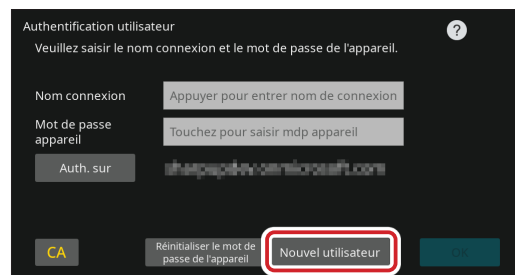 Authentification utilisateur
?
Veuillez saisir le nom connexion et le mot de passe de l'appareil.
Nom connexion
Appuyer pour entrer nom de connexion
Mot de passe
appareil
Touchez pour saisir mdp appareil
Auth. sur
CA
Réinitialiser le mot de
passe de l'appareil
Nouvel utilisateur
OK